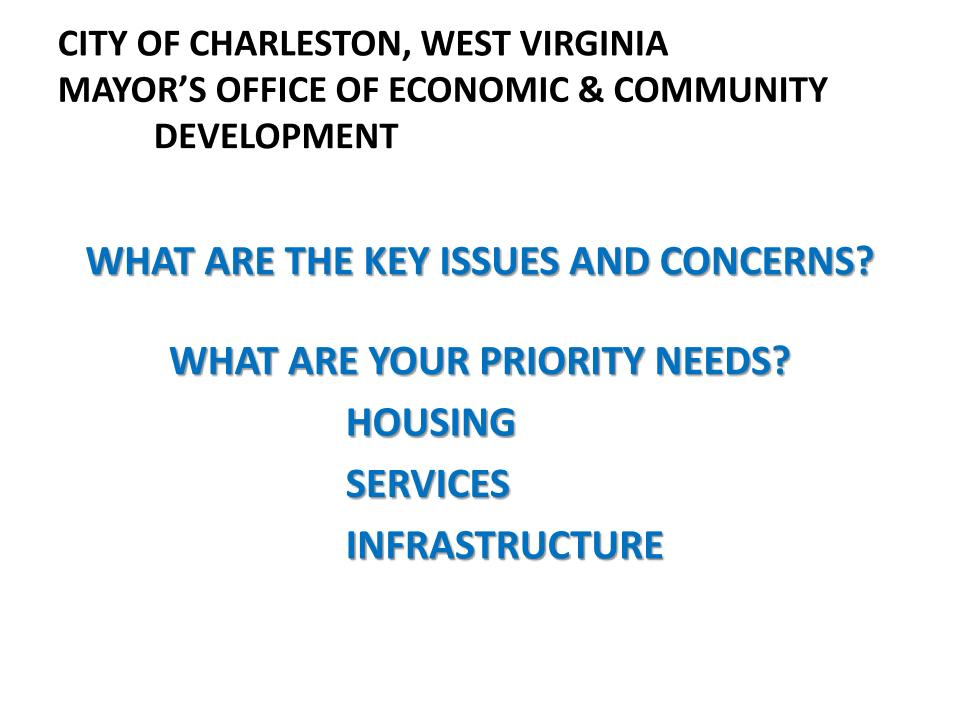 CITY OF CHARLESTON, WEST VIRGINIA
MAYOR’S OFFICE OF ECONOMIC & COMMUNITY
DEVELOPMENT
WHAT ARE THE KEY ISSUES AND CONCERNS?
WHAT ARE YOUR PRIORITY NEEDS?
HOUSING
SERVICES
INFRASTRUCTURE